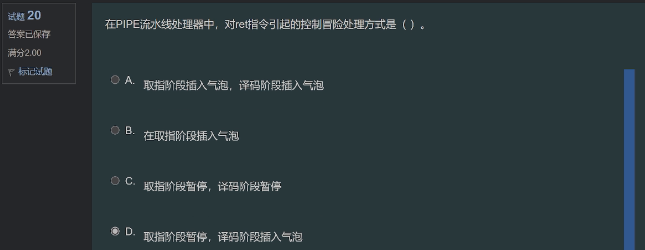 试题 20
答案已保存
满分2.00
标记试题
在PIPE流水线处理器中，对ret指令引起的控制冒险处理方式是（ ）。
A. 取指阶段插入气泡，译码阶段插入气泡
B. 在取指阶段插入气泡
C. 取指阶段暂停，译码阶段暂停
D. 取指阶段暂停，译码阶段插入气泡